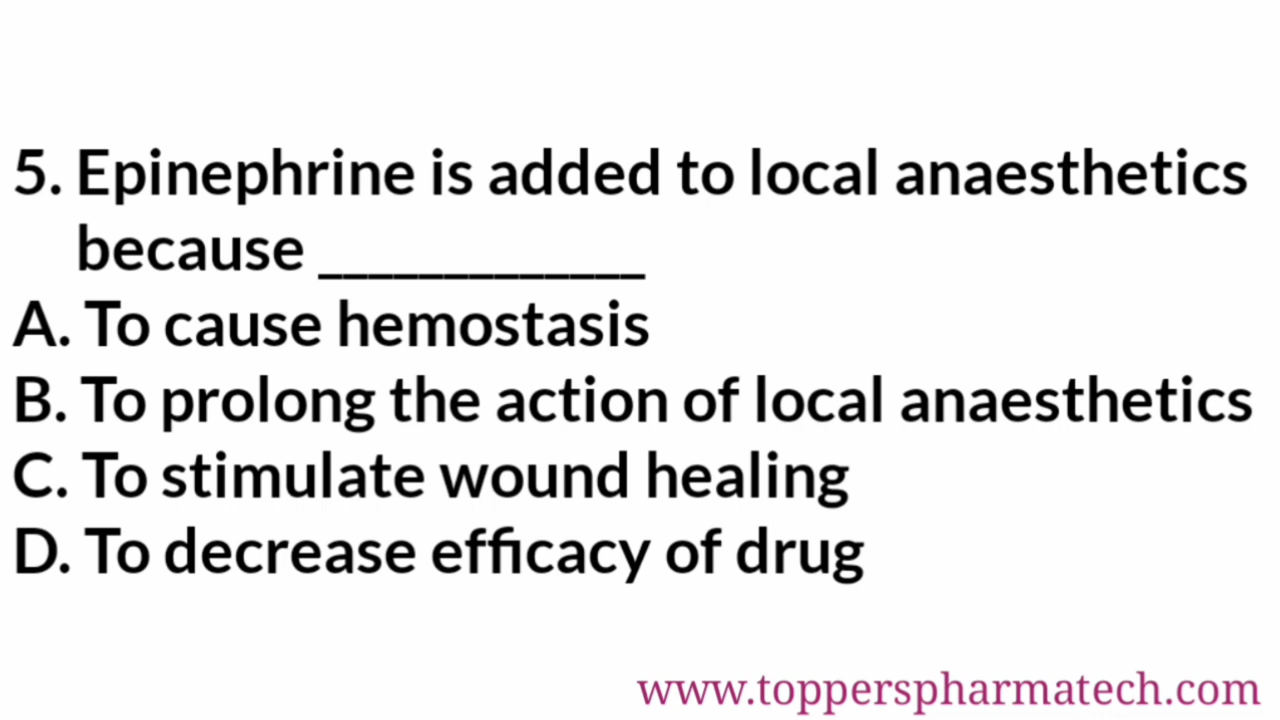 5. Epinephrine is added to local anaesthetics
because _____________
A. To cause hemostasis
B. To prolong the action of local anaesthetics
C. To stimulate wound healing
D. To decrease efficacy of drug
www.topperspharmatech.com